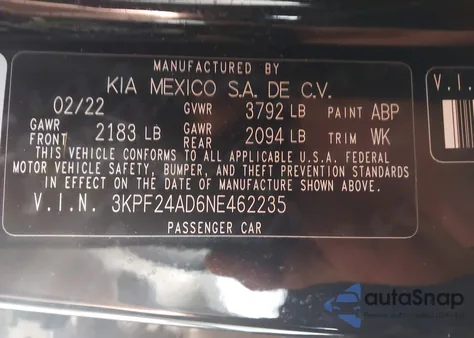 MANUFACTURED BY
KIA MEXICO S.A. DE C.V.
02/22 GVWR 3792 LB PAINT ABP
GAWR FRONT 2183 LB GAWR REAR 2094 LB TRIM WK
THIS VEHICLE CONFORMS TO ALL APPLICABLE U.S.A. FEDERAL
MOTOR VEHICLE SAFETY, BUMPER, AND THEFT PREVENTION STANDARDS
IN EFFECT ON THE DATE OF MANUFACTURE SHOWN ABOVE.
V.I.N. 3KPF24AD6NE462235
PASSENGER CAR
V.I.
autaSnap